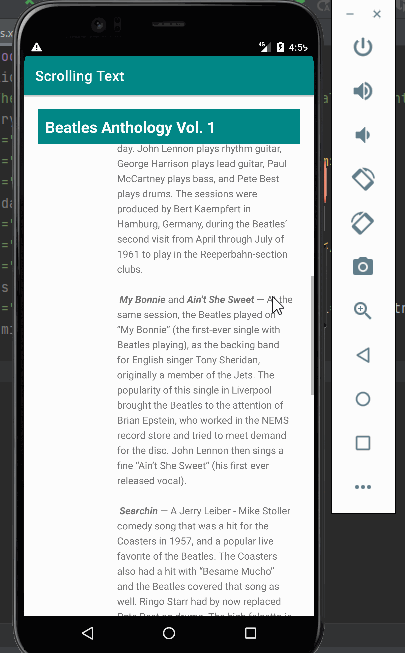 4:55
Scrolling Text
Beatles Anthology Vol. 1
day. John Lennon plays rhythm guitar,
George Harrison plays lead guitar, Paul
McCartney plays bass, and Pete Best
plays drums. The sessions were
produced by Bert Kaempfert in
Hamburg, Germany, during the Beatles'
second visit from April through July of
1961 to play in the Reeperbahn-section
clubs.
My Bonnie and Ain't She Sweet — At the
same session, the Beatles played on
“My Bonnie” (the first-ever single with
Beatles playing), as the backing band
for English singer Tony Sheridan,
originally a member of the Jets. The
popularity of this single in Liverpool
brought the Beatles to the attention of
Brian Epstein, who worked in the NEMS
record store and tried to meet demand
for the disc. John Lennon then sings a
fine “Ain't She Sweet” (his first ever
released vocal).
Searchin — A Jerry Leiber - Mike Stoller
comedy song that was a hit for the
Coasters in 1957, and a popular live
favorite of the Beatles. The Coasters
also had a hit with “Besame Mucho”
and the Beatles covered that song as
well. Ringo Starr had by now replaced
Pete Best on drums. The high falsetto is